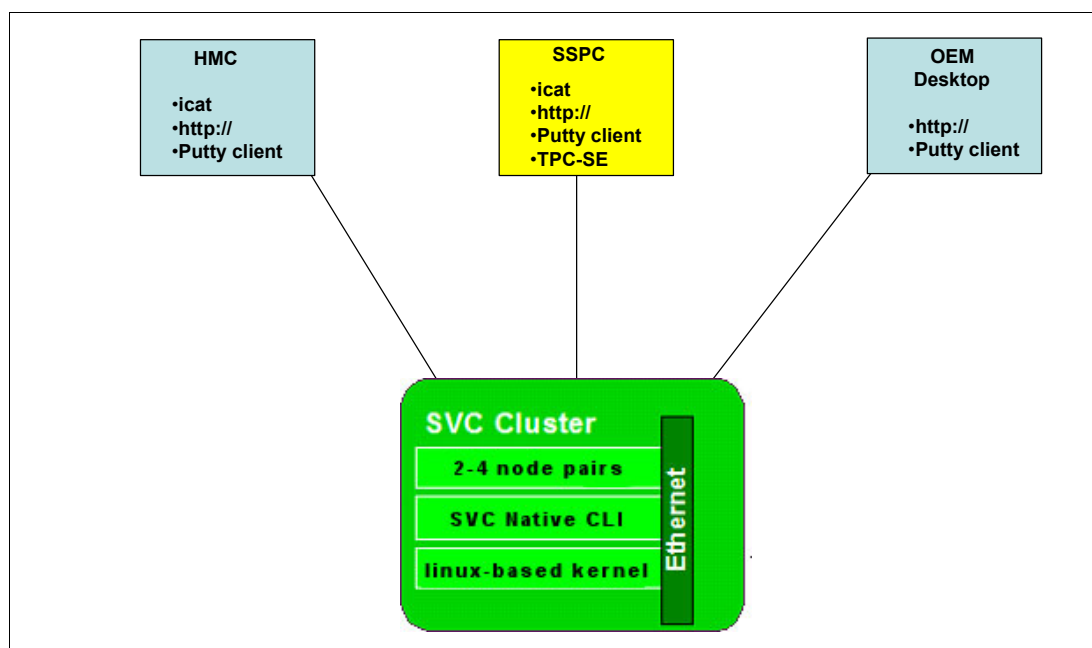 HMC
•icat
•http://
•Putty client
SSPC
•icat
•http://
•Putty client
•TPC-SE
OEM
Desktop
•http://
•Putty client
SVC Cluster
2-4 node pairs
SVC Native CLI
linux-based kernel
Ethernet